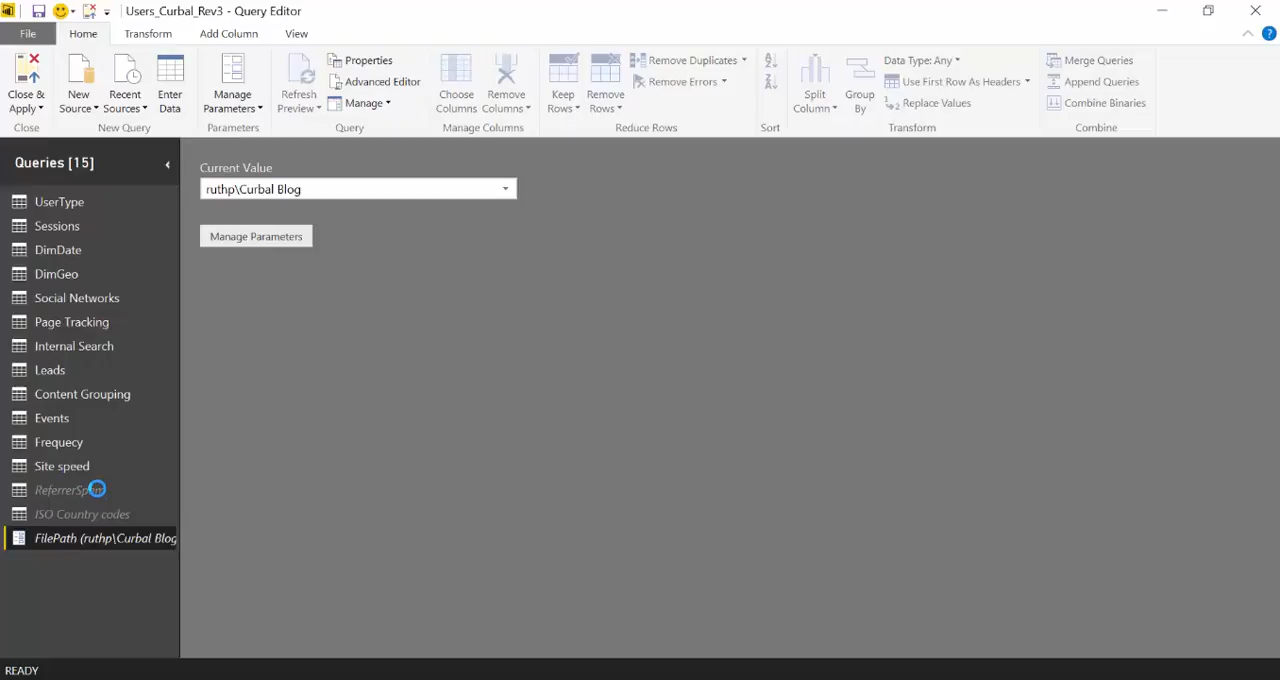 Users_Curbal_Rev3 - Query Editor
File Home Transform Add Column View
Close & Apply
New Source
Recent Sources
Enter Data
Manage Parameters
Refresh Preview
Properties
Advanced Editor
Manage
Choose Columns
Remove Columns
Keep Rows
Remove Rows
Remove Duplicates
Remove Errors
Split Column
Group By
Data Type: Any
Use First Row As Headers
Replace Values
Merge Queries
Append Queries
Combine Binaries
Close New Query Parameters Query Manage Columns Reduce Rows Sort Transform Combine
Queries [15]
UserType
Sessions
DimDate
DimGeo
Social Networks
Page Tracking
Internal Search
Leads
Content Grouping
Events
Frequecy
Site speed
ISO Country codes
FilePath (ruthp\Curbal Blog
Current Value
ruthp\Curbal Blog
Manage Parameters
READY